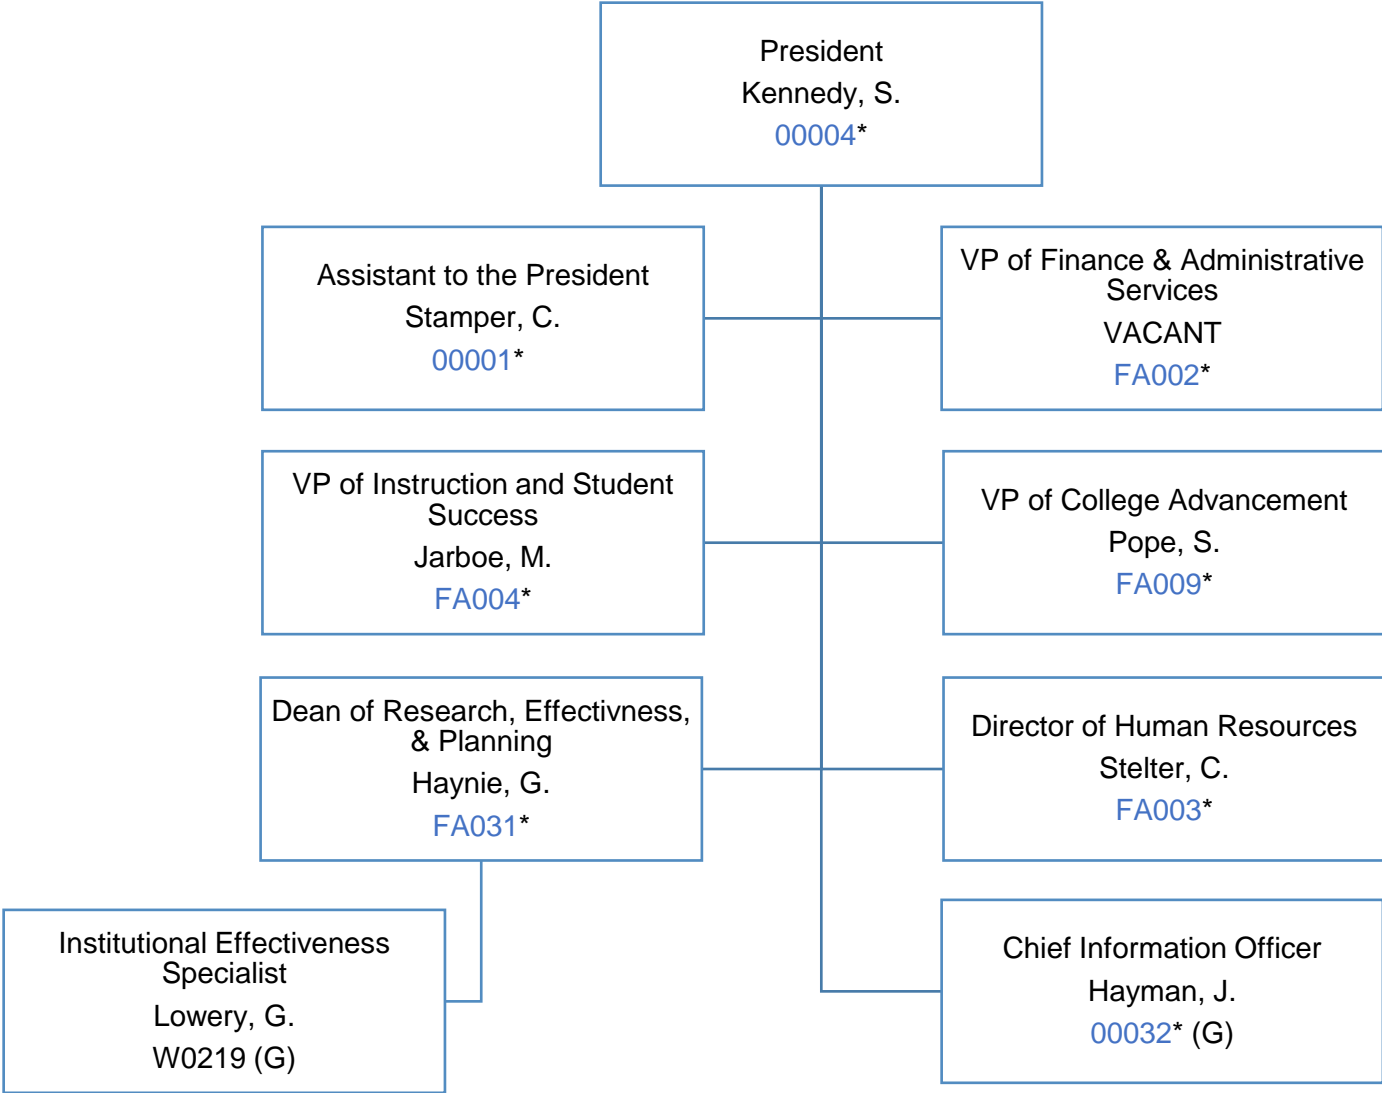 President
Kennedy, S.
00004*
Assistant to the President
Stamper, C.
00001*
VP of Finance & Administrative
Services
VACANT
FA002*
VP of Instruction and Student
Success
Jarboe, M.
FA004*
VP of College Advancement
Pope, S.
FA009*
Dean of Research, Effectivness,
& Planning
Haynie, G.
FA031*
Director of Human Resources
Stelter, C.
FA003*
Institutional Effectiveness
Specialist
Lowery, G.
W0219 (G)
Chief Information Officer
Hayman, J.
00032* (G)